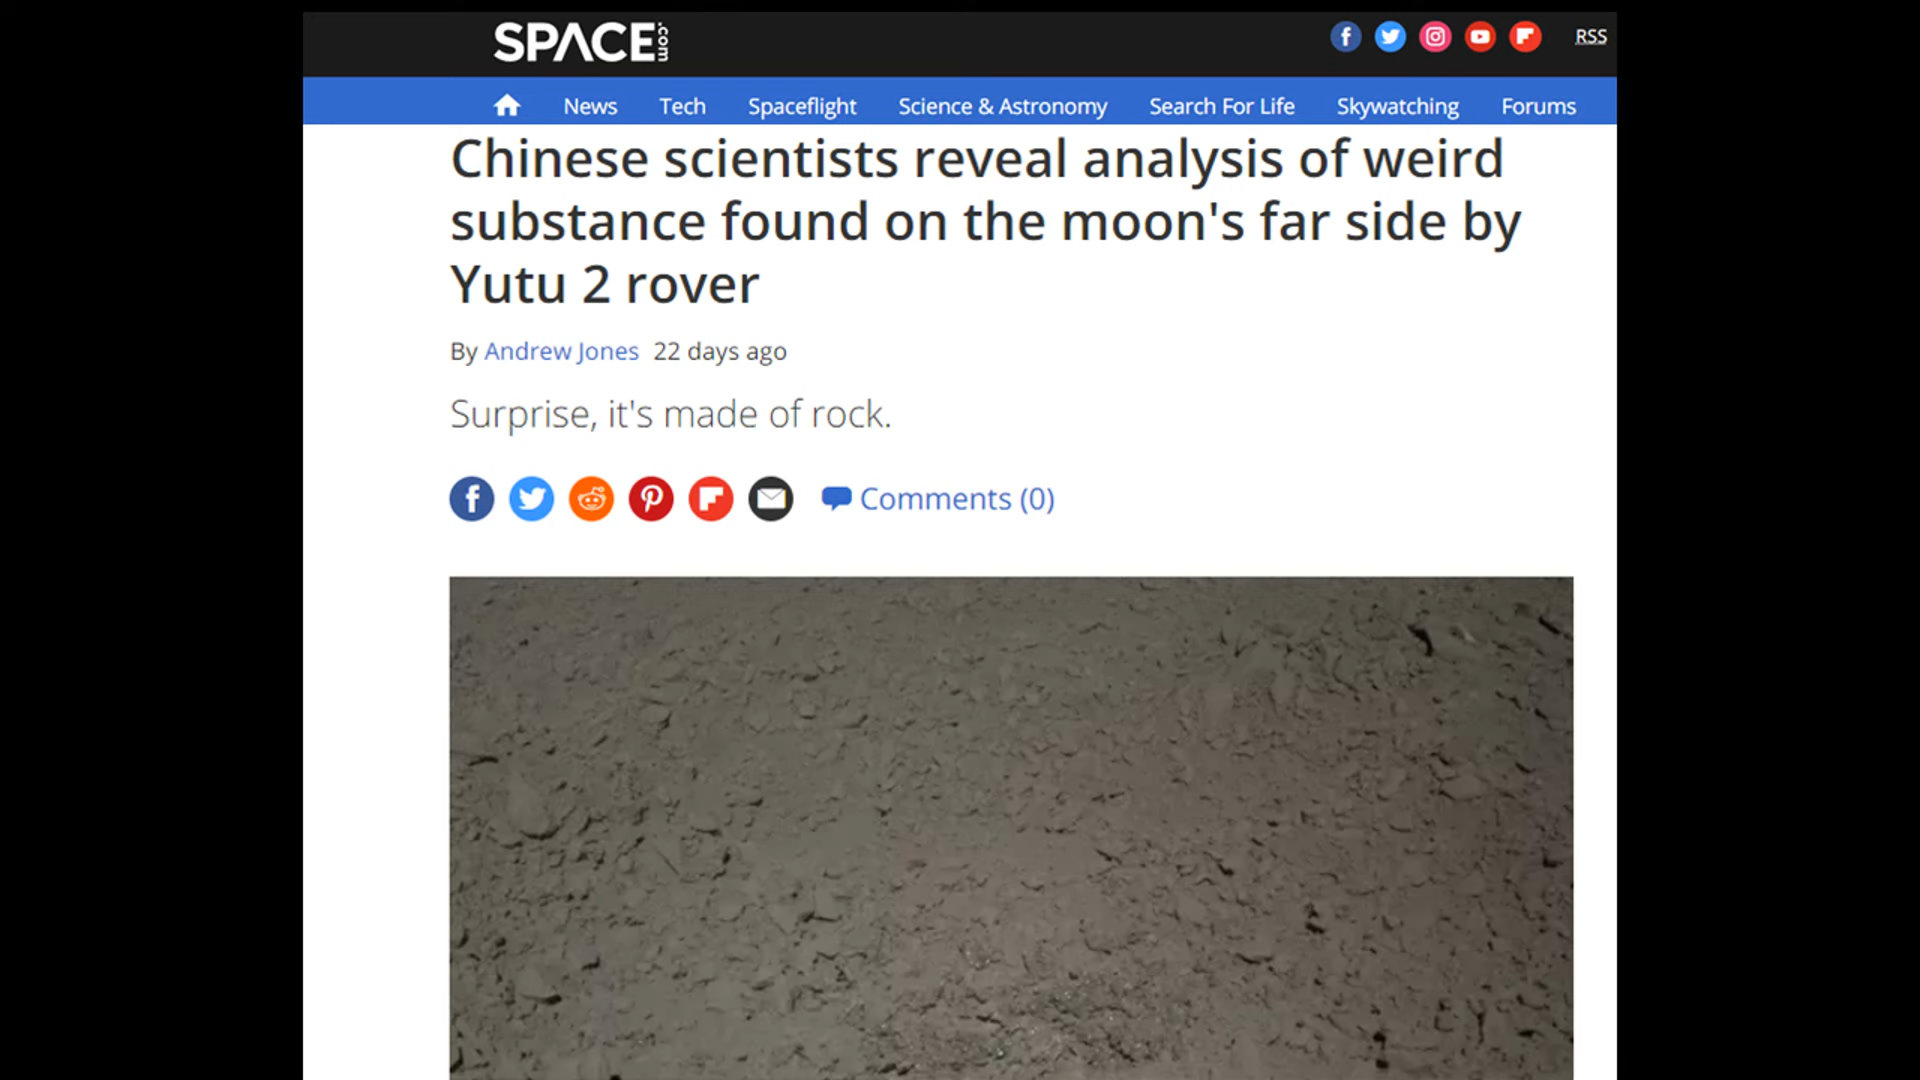 SPACE.com
RSS
News Tech Spaceflight Science & Astronomy Search For Life Skywatching Forums
Chinese scientists reveal analysis of weird
substance found on the moon's far side by
Yutu 2 rover
By Andrew Jones 22 days ago
Surprise, it's made of rock.
Comments (0)